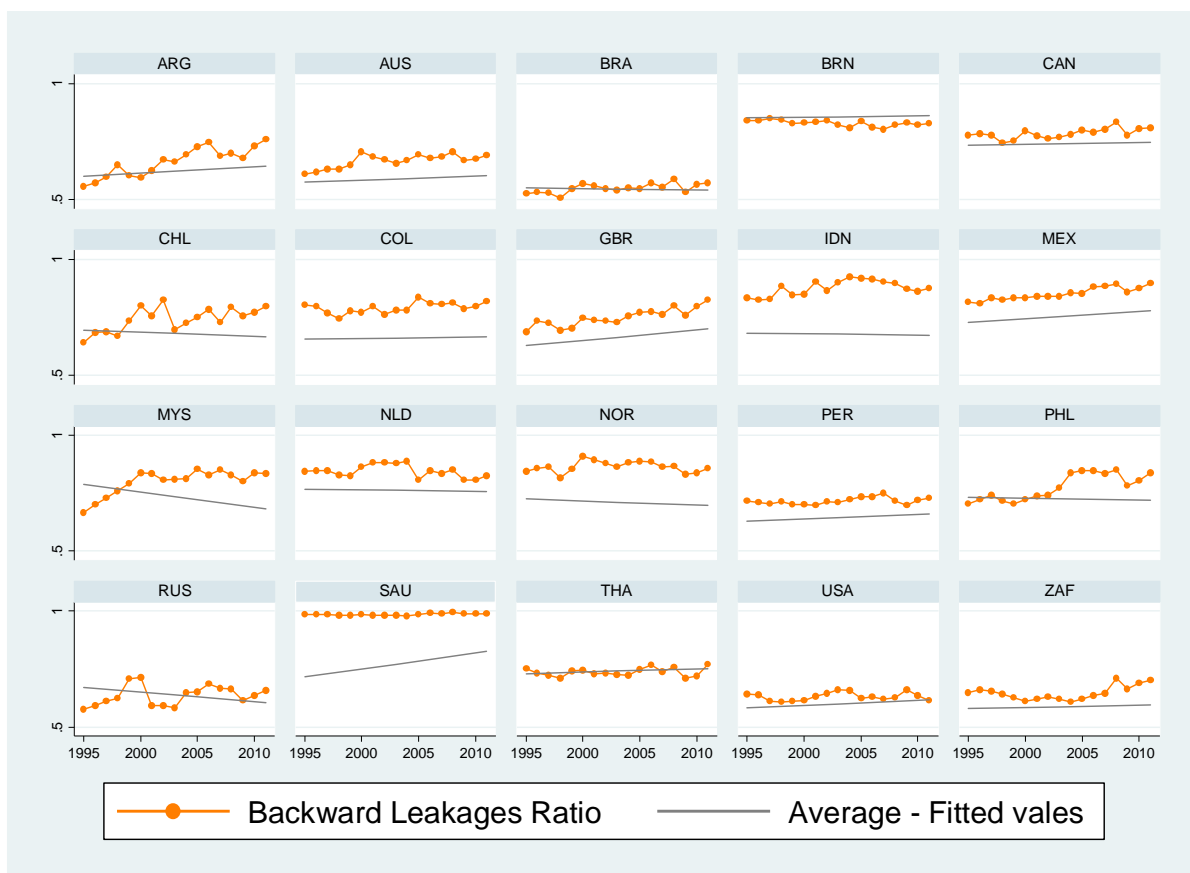 ARG AUS BRA BRN CAN
1
.5
CHL COL GBR IDN MEX
1
.5
MYS NLD NOR PER PHL
1
.5
RUS SAU THA USA ZAF
1
.5
1995 2000 2005 2010 1995 2000 2005 2010 1995 2000 2005 2010 1995 2000 2005 2010 1995 2000 2005 2010
Backward Leakages Ratio Average - Fitted vales